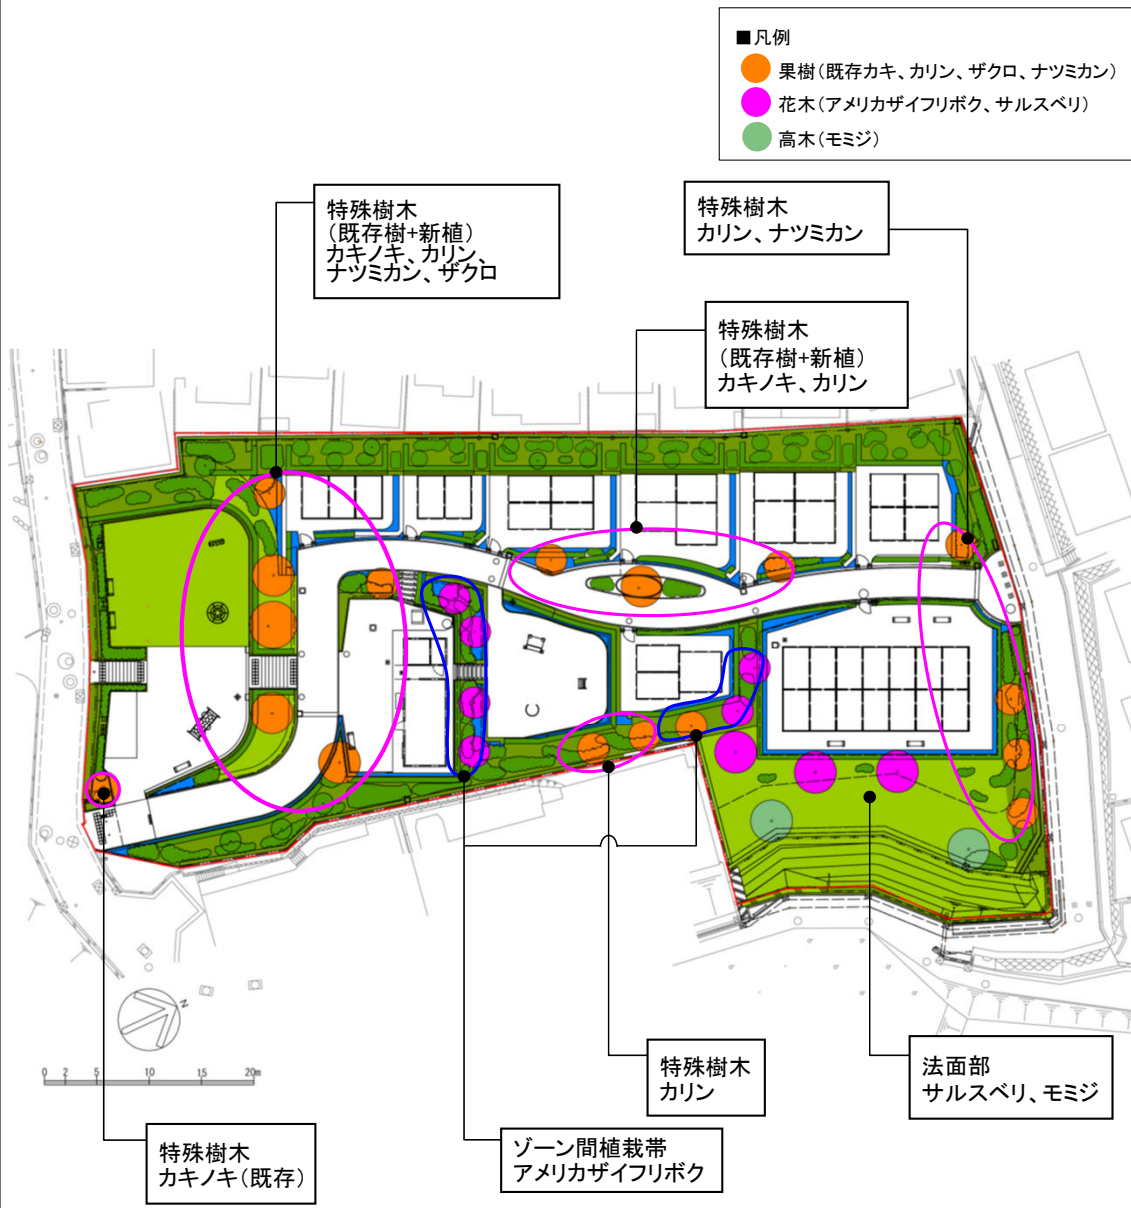 ■凡例
果樹(既存カキ、カリン、ザクロ、ナツミカン)
花木(アメリカザイフリボク、サルスベリ)
高木(モミジ)
特殊樹木
(既存樹+新植)
カキノキ、カリン、
ナツミカン、ザクロ
特殊樹木
カリン、ナツミカン
特殊樹木
(既存樹+新植)
カキノキ、カリン
N
0 2 5 10 15 20m
特殊樹木
カリン
法面部
サルスベリ、モミジ
ゾーン間植栽帯
アメリカザイフリボク
特殊樹木
カキノキ(既存)